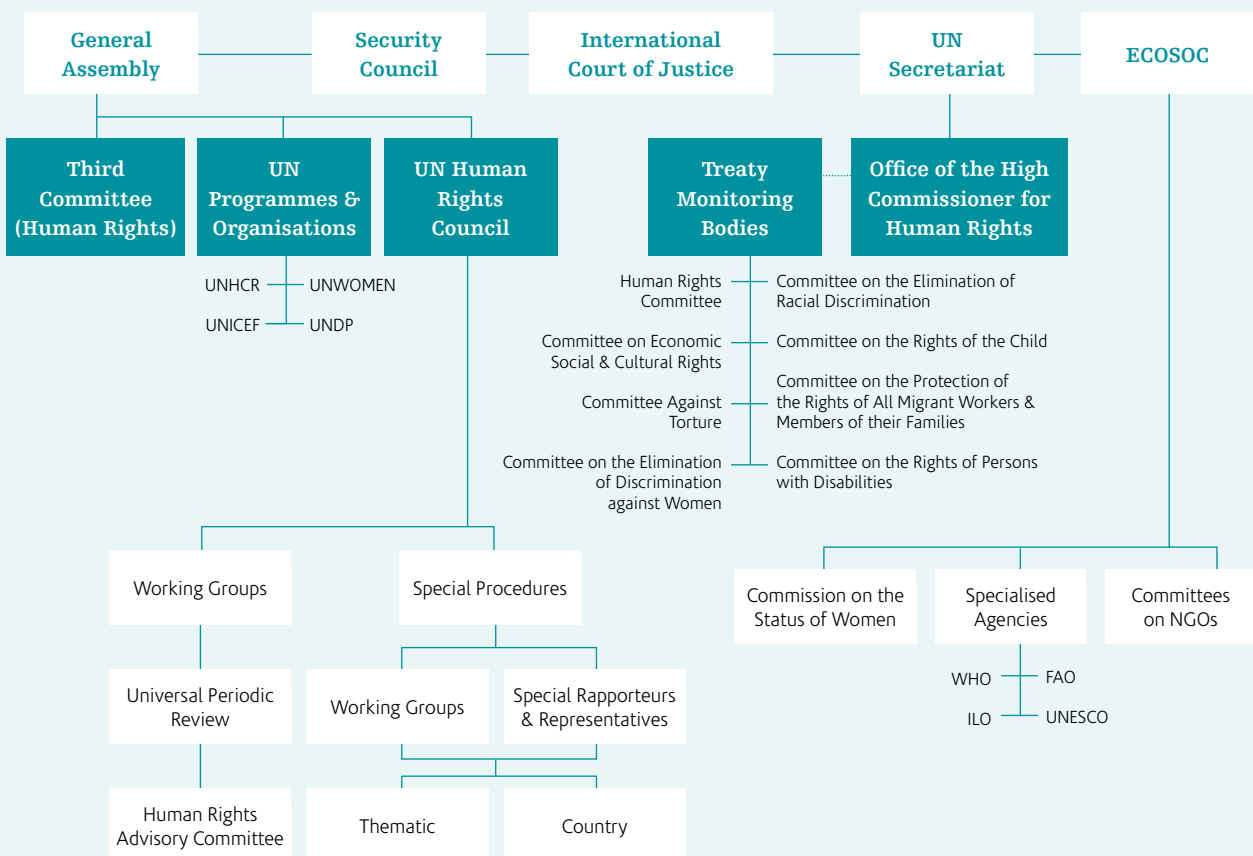 General
Assembly
Security
Council
International
Court of Justice
UN
Secretariat
ECOSOC
Third
Committee
(Human Rights)
UN
Programmes &
Organisations
UN Human
Rights
Council
Treaty
Monitoring
Bodies
Office of the High
Commissioner for
Human Rights
UNHCR
UNWOMEN
UNICEF
UNDP
Human Rights
Committee
Committee on the Elimination of
Racial Discrimination
Committee on Economic
Social & Cultural Rights
Committee on the Rights of the Child
Committee Against
Torture
Committee on the Protection of
the Rights of All Migrant Workers &
Members of their Families
Committee on the Elimination
of Discrimination
against Women
Committee on the Rights of Persons
with Disabilities
Working Groups
Special Procedures
Commission on the
Status of Women
Specialised
Agencies
Committees
on NGOs
Universal Periodic
Review
Working Groups
Special Rapporteurs
& Representatives
WHO
FAO
ILO
UNESCO
Human Rights
Advisory Committee
Thematic
Country